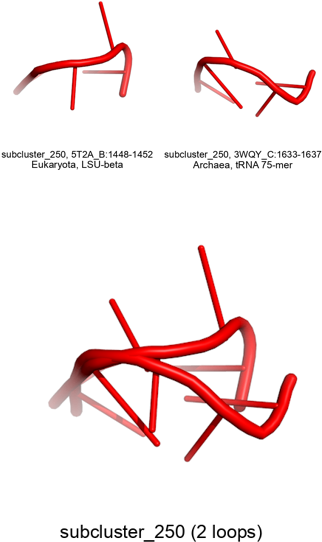 subcluster_250, 5T2A_B:1448-1452
Eukaryota, LSU-beta
subcluster_250, 3WQY_C:1633-1637
Archaea, tRNA 75-mer
subcluster_250 (2 loops)